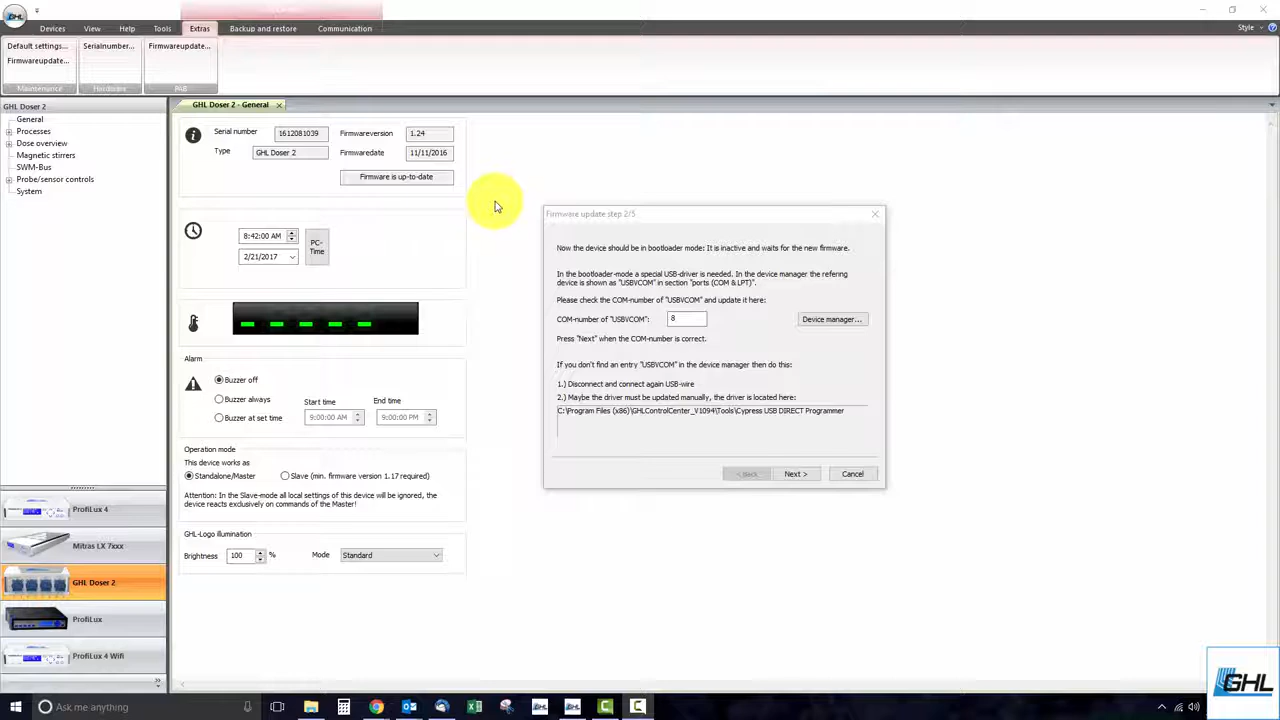 Devices View Help Tools Extras Backup and restore Communication Style
Default settings... Serialnumber... Firmwareupdate...
Firmwareupdate...
Maintenance Hardware PAB
GHL Doser 2
General
Processes
Dose overview
Magnetic stirrers
SWM-Bus
Probe/sensor controls
System
ProfiLux 4
Mitras LX 7xxx
GHL Doser 2
ProfiLux
ProfiLux 4 Wifi
GHL Doser 2 - General
Serial number 1612081039 Firmwareversion 1.24
Type GHL Doser 2 Firmwaredate 11/11/2016
Firmware is up-to-date
8:42:00 AM
2/21/2017
PC-
Time
Alarm
Buzzer off
Buzzer always
Buzzer at set time
Start time End time
9:00:00 AM 9:00:00 PM
Operation mode
This device works as
Standalone/Master Slave (min. firmware version 1.17 required)
Attention: In the Slave-mode all local settings of this device will be ignored, the
device reacts exclusively on commands of the Master!
GHL-Logo illumination
Brightness 100 % Mode Standard
Firmware update step 2/5
Now the device should be in bootloader mode: It is inactive and waits for the new firmware.
In the bootloader-mode a special USB-driver is needed. In the device manager the refering
device is shown as "USBVCOM" in section "ports (COM & LPT)".
Please check the COM-number of "USBVCOM" and update it here:
COM-number of "USBVCOM": 8 Device manager...
Press "Next" when the COM-number is correct.
If you don't find an entry "USBVCOM" in the device manager then do this:
1.) Disconnect and connect again USB-wire
2.) Maybe the driver must be updated manually, the driver is located here:
C:\Program Files (x86)\GHLControlCenter_V1094\Tools\Cypress USB DIRECT Programmer
< Back Next > Cancel
GHL
Ask me anything